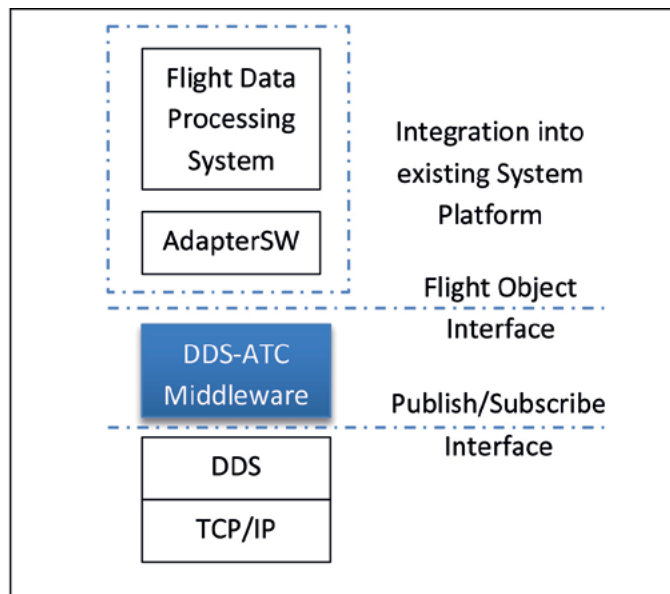 Flight Data
Processing
System
AdapterSW
Integration into
existing System
Platform
Flight Object
Interface
DDS-ATC
Middleware
Publish/Subscribe
Interface
DDS
TCP/IP